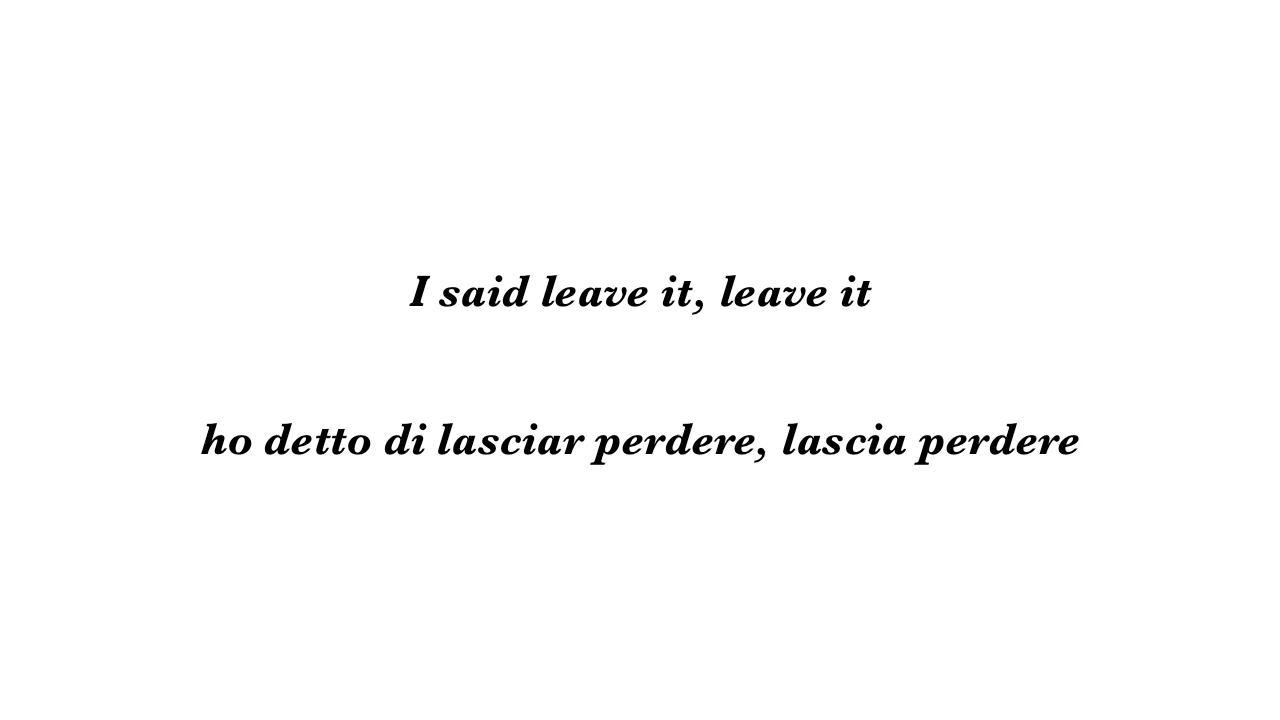 I said leave it, leave it
ho detto di lasciar perdere, lascia perdere